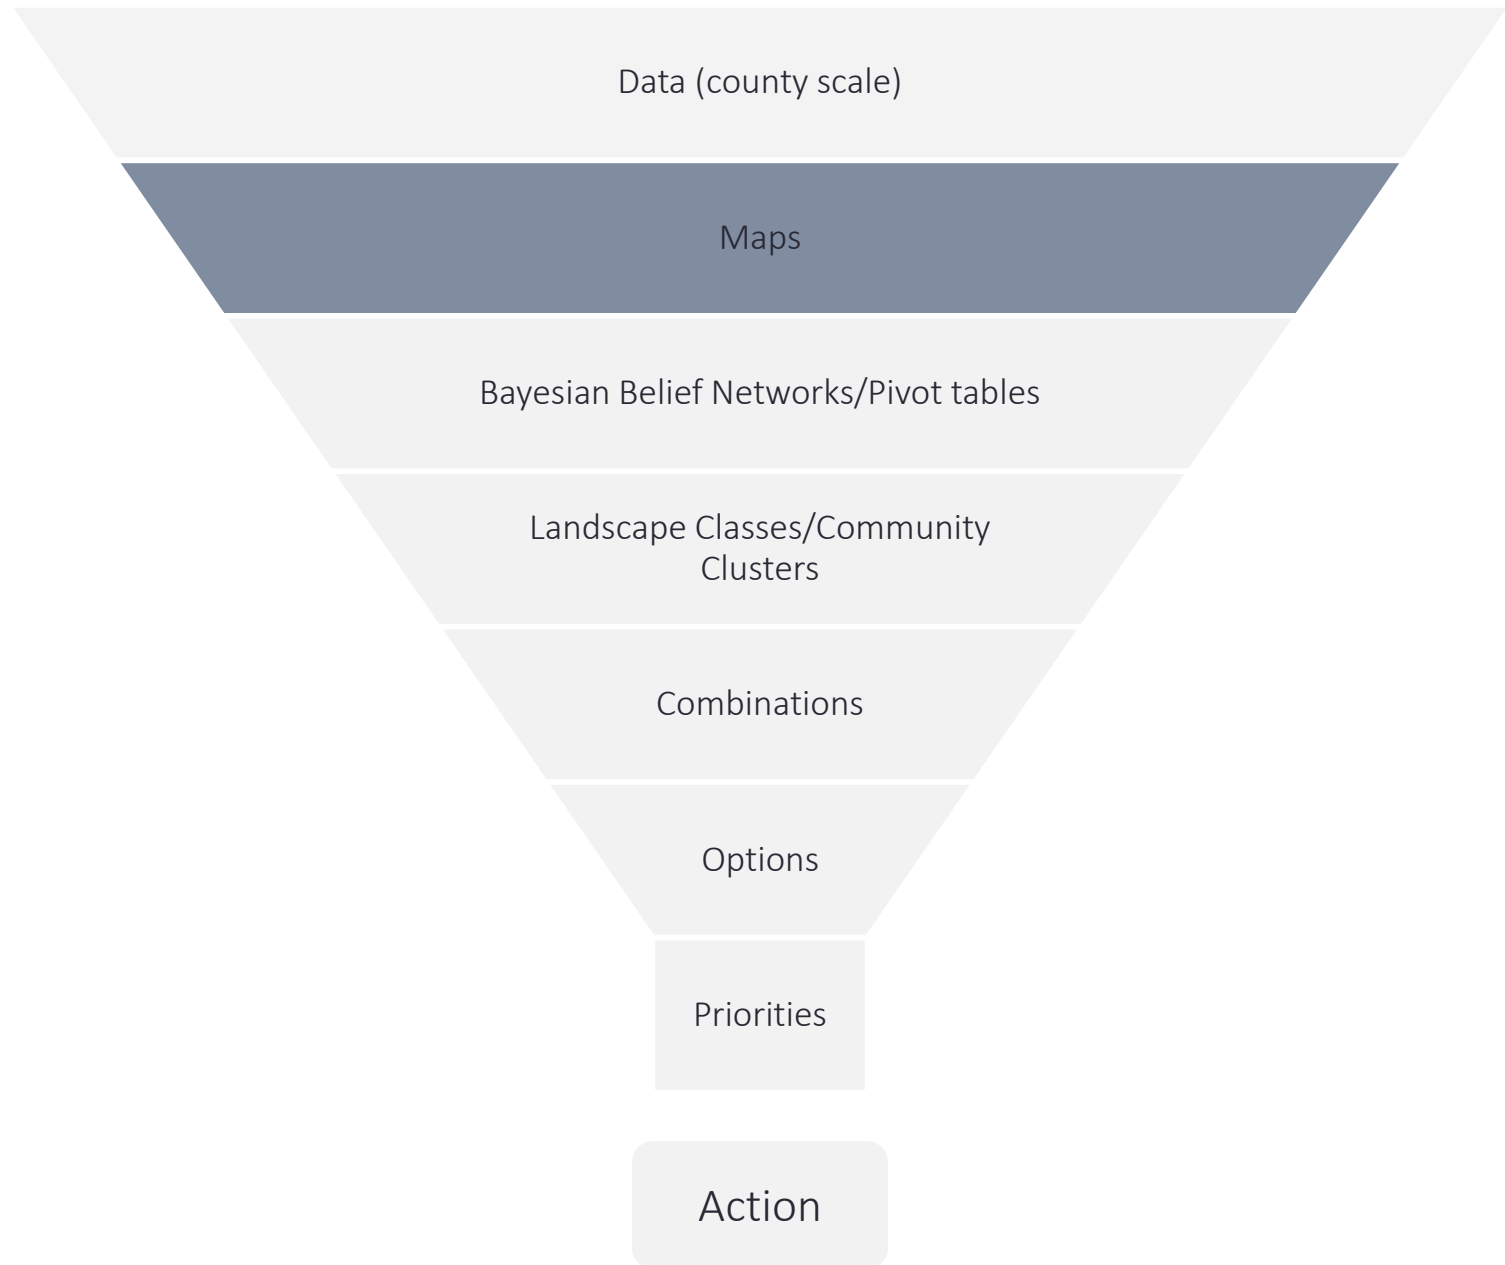 Data (county scale)
Maps
Bayesian Belief Networks/Pivot tables
Landscape Classes/Community
Clusters
Combinations
Options
Priorities
Action